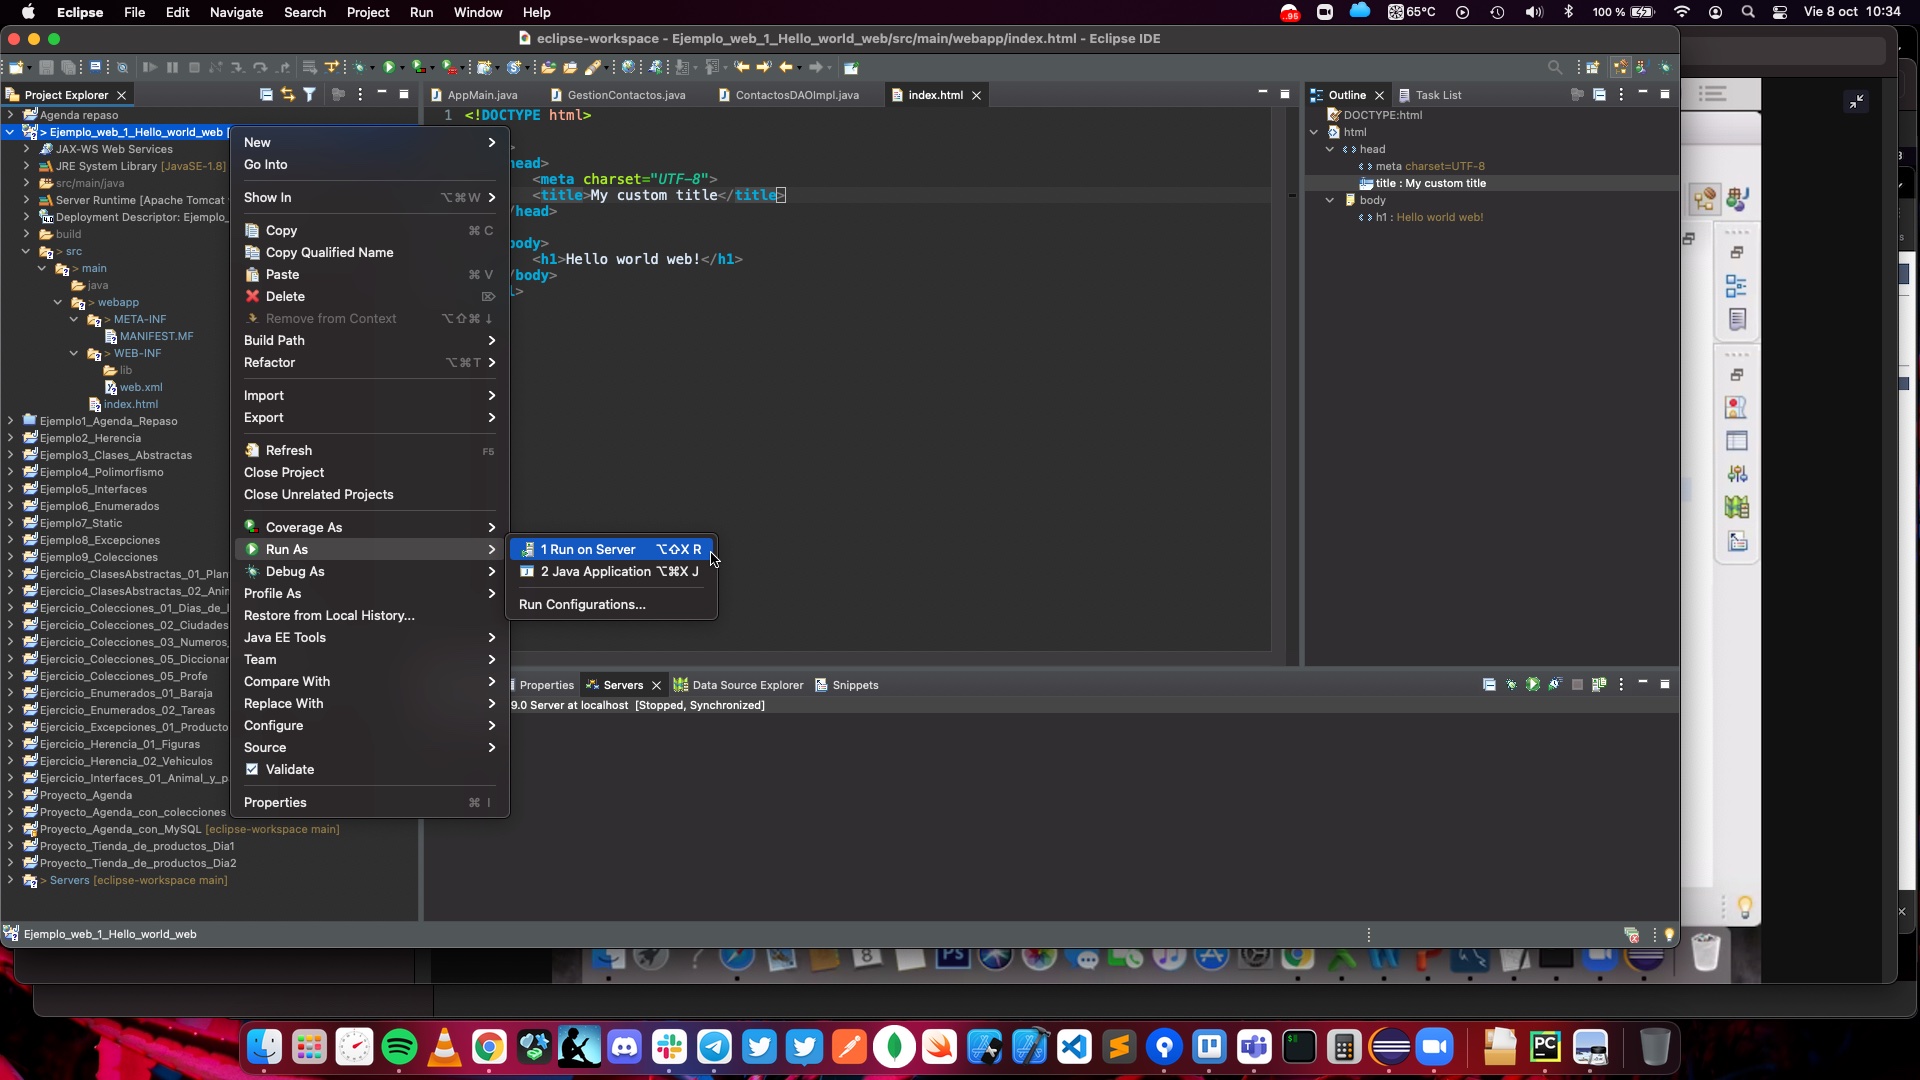 Eclipse File Edit Navigate Search Project Run Window Help
..95 65°C 100 % Vie 8 oct 10:34
eclipse-workspace - Ejemplo_web_1_Hello_world_web/src/main/webapp/index.html - Eclipse IDE
Project Explorer
Agenda repaso
> Ejemplo_web_1_Hello_world_web [
JAX-WS Web Services
JRE System Library [JavaSE-1.8]
src/main/java
Server Runtime [Apache Tomcat
Deployment Descriptor: Ejemplo_
build
> src
> main
java
> webapp
> META-INF
MANIFEST.MF
> WEB-INF
lib
web.xml
index.html
Ejemplo1_Agenda_Repaso
Ejemplo2_Herencia
Ejemplo3_Clases_Abstractas
Ejemplo4_Polimorfismo
Ejemplo5_Interfaces
Ejemplo6_Enumerados
Ejemplo7_Static
Ejemplo8_Excepciones
Ejemplo9_Colecciones
Ejercicio_ClasesAbstractas_01_Plan
Ejercicio_ClasesAbstractas_02_Anim
Ejercicio_Colecciones_01_Dias_de_l
Ejercicio_Colecciones_02_Ciudades
Ejercicio_Colecciones_03_Numeros_
Ejercicio_Colecciones_05_Diccionar
Ejercicio_Colecciones_05_Profe
Ejercicio_Enumerados_01_Baraja
Ejercicio_Enumerados_02_Tareas
Ejercicio_Excepciones_01_Producto
Ejercicio_Herencia_01_Figuras
Ejercicio_Herencia_02_Vehiculos
Ejercicio_Interfaces_01_Animal_y_p
Proyecto_Agenda
Proyecto_Agenda_con_colecciones
Proyecto_Agenda_con_MySQL [eclipse-workspace main]
Proyecto_Tienda_de_productos_Dia1
Proyecto_Tienda_de_productos_Dia2
> Servers [eclipse-workspace main]
New
Go Into
Show In ⌥⌘W
Copy ⌘C
Copy Qualified Name
Paste ⌘V
Delete ⌦
Remove from Context ⌥⇧⌘↓
Build Path
Refactor ⌥⌘T
Import
Export
Refresh F5
Close Project
Close Unrelated Projects
Coverage As
Run As
Debug As
Profile As
Restore from Local History...
Java EE Tools
Team
Compare With
Replace With
Configure
Source
Validate
Properties ⌘I
1 Run on Server ⌥⇧X R
2 Java Application ⌥⌘X J
Run Configurations...
AppMain.java GestionContactos.java ContactosDAOImpl.java index.html
1 <!DOCTYPE html>
>
head>
<meta charset="UTF-8">
<title>My custom title</title>
/head>
body>
<h1>Hello world web!</h1>
/body>
l>
Properties Servers Data Source Explorer Snippets
9.0 Server at localhost [Stopped, Synchronized]
Outline Task List
DOCTYPE:html
html
head
meta charset=UTF-8
title : My custom title
body
h1 : Hello world web!
Ejemplo_web_1_Hello_world_web